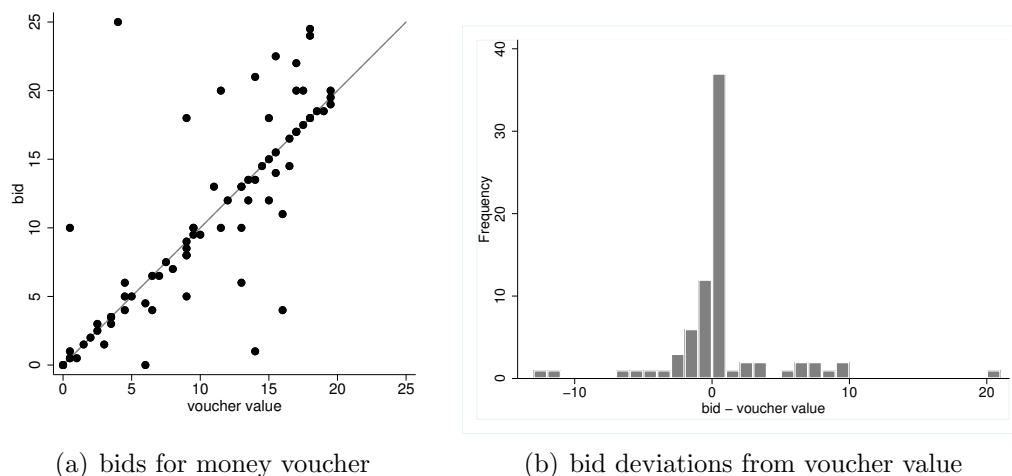 25
20
15
10
5
0
bid
0 5 10 15 20 25
voucher value
(a) bids for money voucher
40
30
20
10
0
Frequency
−10 0 10 20
bid − voucher value
(b) bid deviations from voucher value